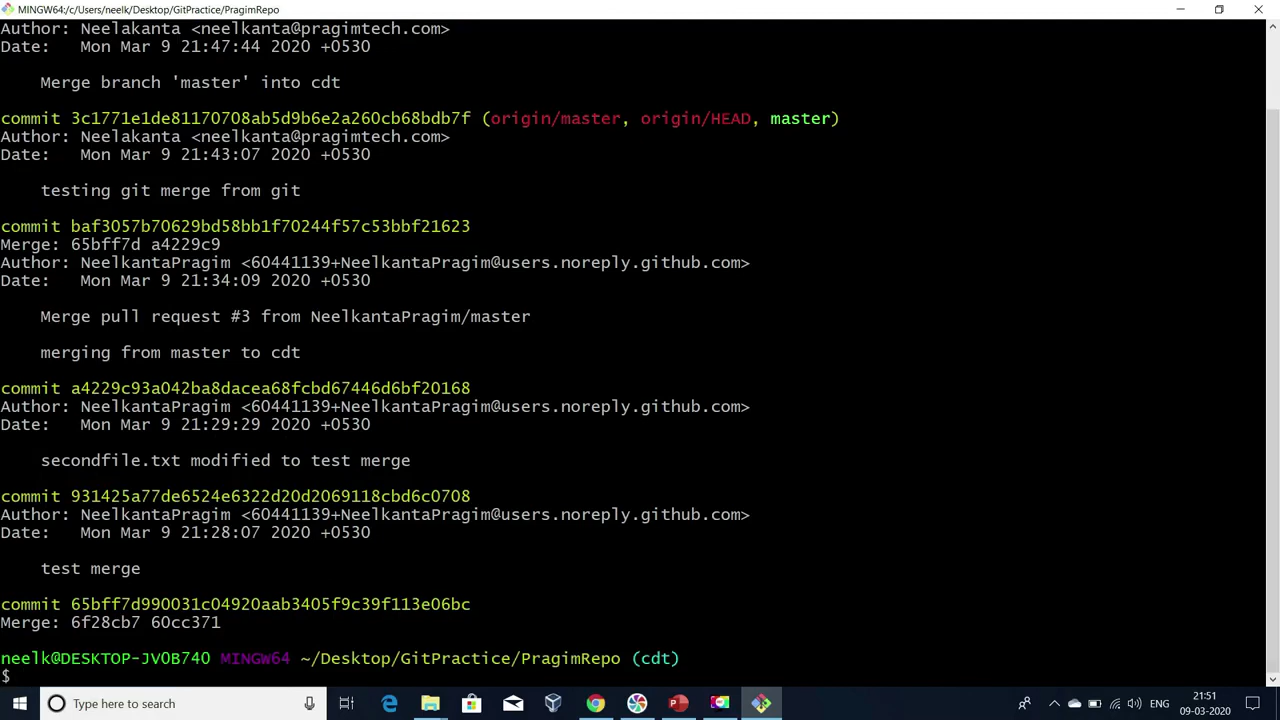 MINGW64:/c/Users/neelk/Desktop/GitPractice/PragimRepo
Author: Neelakanta <neelkanta@pragimtech.com>
Date:   Mon Mar 9 21:47:44 2020 +0530
Merge branch 'master' into cdt
commit 3c1771e1de81170708ab5d9b6e2a260cb68bdb7f (origin/master, origin/HEAD, master)
Author: Neelakanta <neelkanta@pragimtech.com>
Date:   Mon Mar 9 21:43:07 2020 +0530
testing git merge from git
commit baf3057b70629bd58bb1f70244f57c53bbf21623
Merge: 65bff7d a4229c9
Author: NeelkantaPragim <60441139+NeelkantaPragim@users.noreply.github.com>
Date:   Mon Mar 9 21:34:09 2020 +0530
Merge pull request #3 from NeelkantaPragim/master
merging from master to cdt
commit a4229c93a042ba8dacea68fcbd67446d6bf20168
Author: NeelkantaPragim <60441139+NeelkantaPragim@users.noreply.github.com>
Date:   Mon Mar 9 21:29:29 2020 +0530
secondfile.txt modified to test merge
commit 931425a77de6524e6322d20d2069118cbd6c0708
Author: NeelkantaPragim <60441139+NeelkantaPragim@users.noreply.github.com>
Date:   Mon Mar 9 21:28:07 2020 +0530
test merge
commit 65bff7d990031c04920aab3405f9c39f113e06bc
Merge: 6f28cb7 60cc371
neelk@DESKTOP-JV0B740 MINGW64 ~/Desktop/GitPractice/PragimRepo (cdt)
$
Type here to search
ENG
21:51
09-03-2020